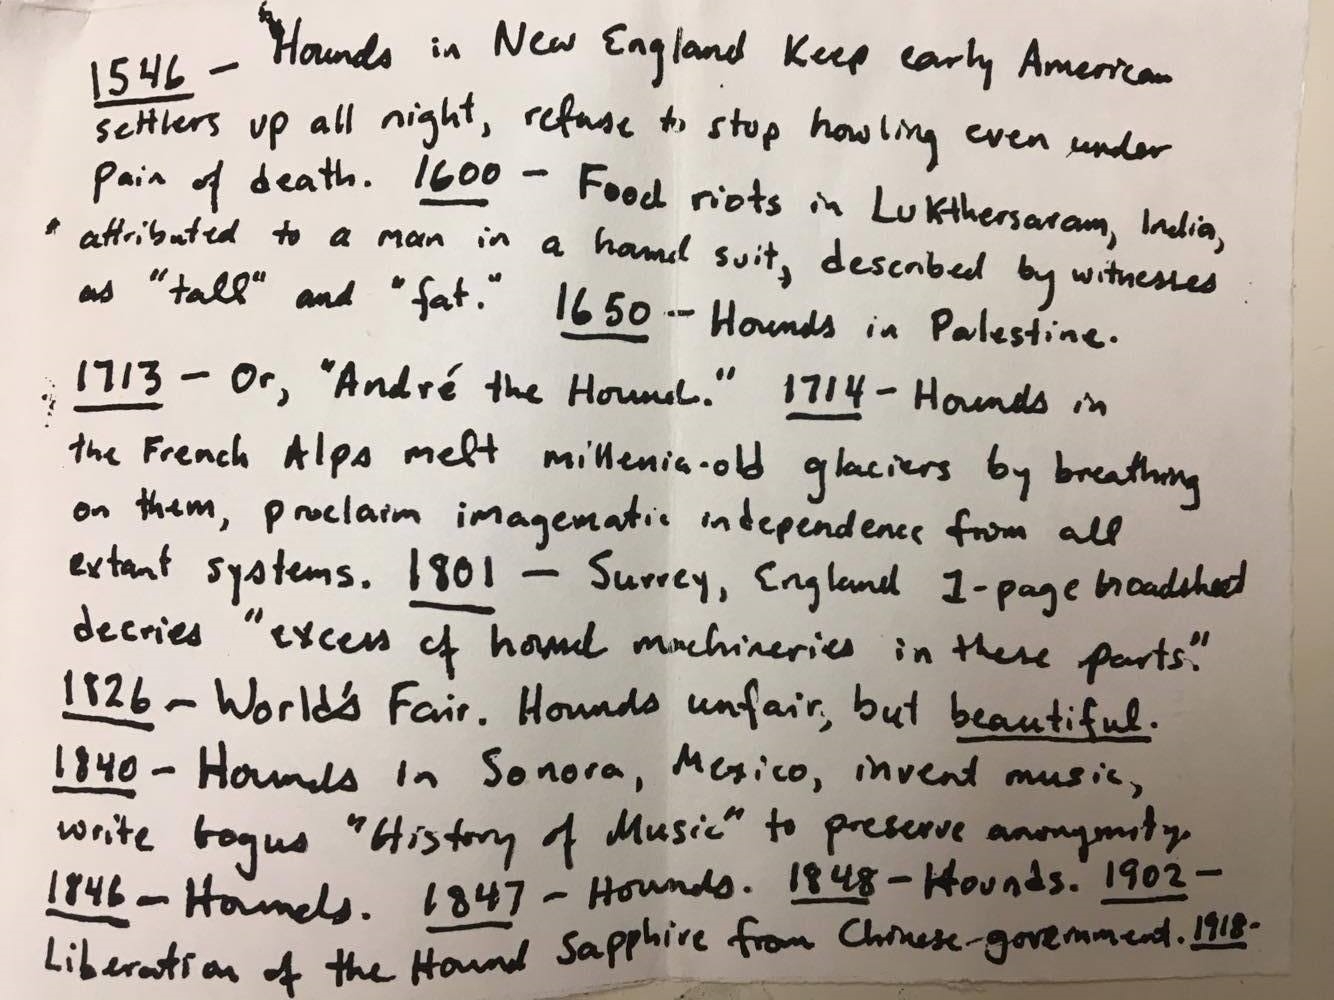 1546 – Hounds in New England Keep early American
settlers up all night, refuse to stop howling even under
pain of death. 1600 – Food riots in Lukthersaram, India,
* attributed to a man in a hound suit, described by witnesses
as "tall" and "fat." 1650 -- Hounds in Palestine.
1713 – Or, "André the Hound." 1714 – Hounds in
the French Alps melt millenia-old glaciers by breathing
on them, proclaim imagematic independence from all
extant systems. 1801 – Surrey, England 1-page broadsheet
decries "excess of hound machineries in these parts."
1826 – World's Fair. Hounds unfair, but beautiful.
1840 – Hounds in Sonora, Mexico, invent music,
write bogus "History of Music" to preserve anonymity.
1846 – Hounds. 1847 – Hounds. 1848 – Hounds. 1902 –
Liberation of the Hound Sapphire from Chinese government. 1918-